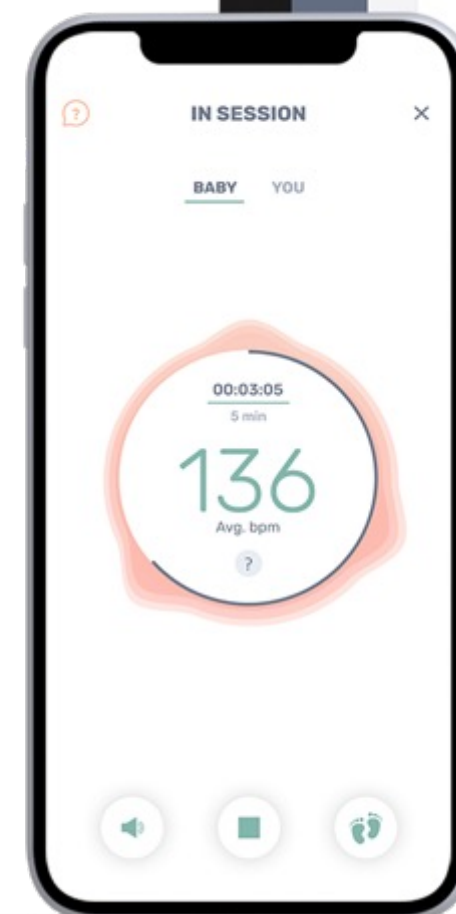 ?
IN SESSION
×
BABY YOU
00:03:05
5 min
136
Avg. bpm
?